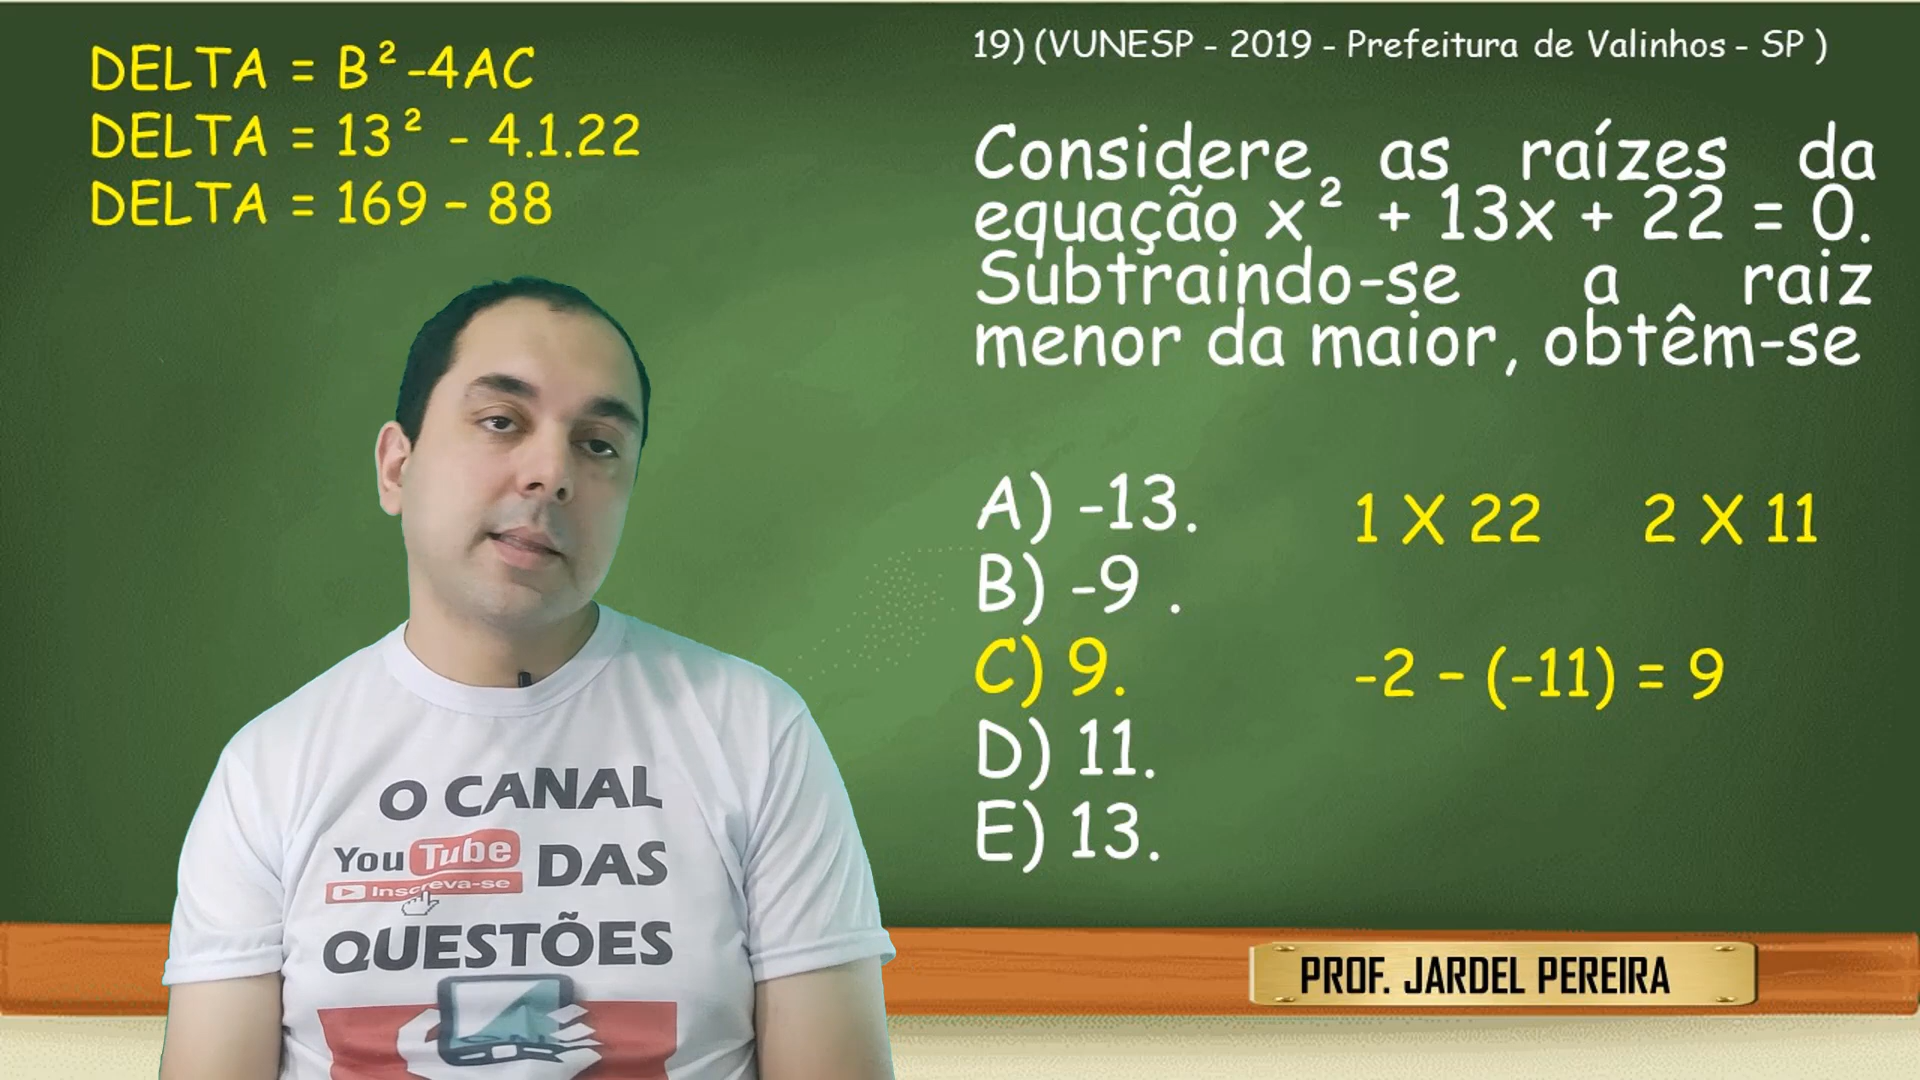 DELTA = B²-4AC
DELTA = 13² - 4.1.22
DELTA = 169 – 88
19) (VUNESP - 2019 - Prefeitura de Valinhos - SP )
Considere, as raízes da
equação x² + 13x + 22 = 0.
Subtraindo-se a raiz
menor da maior, obtêm-se
A) -13.
B) -9 .
C) 9.
D) 11.
E) 13.
1 X 22 2 X 11
-2 – (-11) = 9
O CANAL
YouTube DAS
Inscreva-se
QUESTÕES
PROF. JARDEL PEREIRA